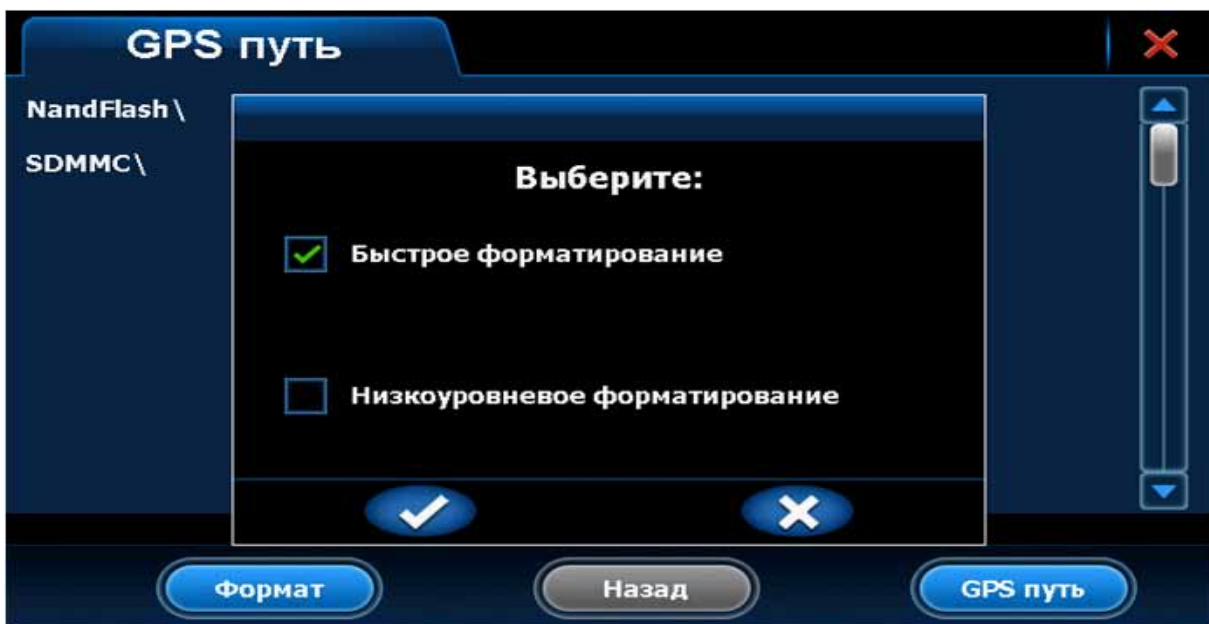 GPS путь
NandFlash\
SDMMC\
Выберите:
Быстрое форматирование
Низкоуровневое форматирование
Формат
Назад
GPS путь